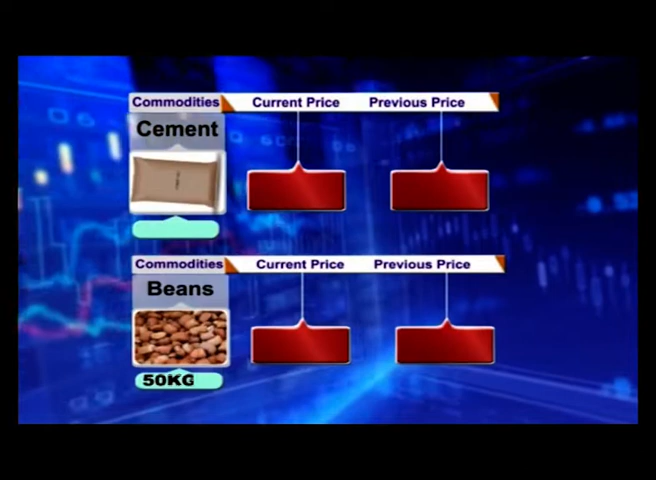 Commodities Current Price Previous Price
Cement
Commodities Current Price Previous Price
Beans
50KG